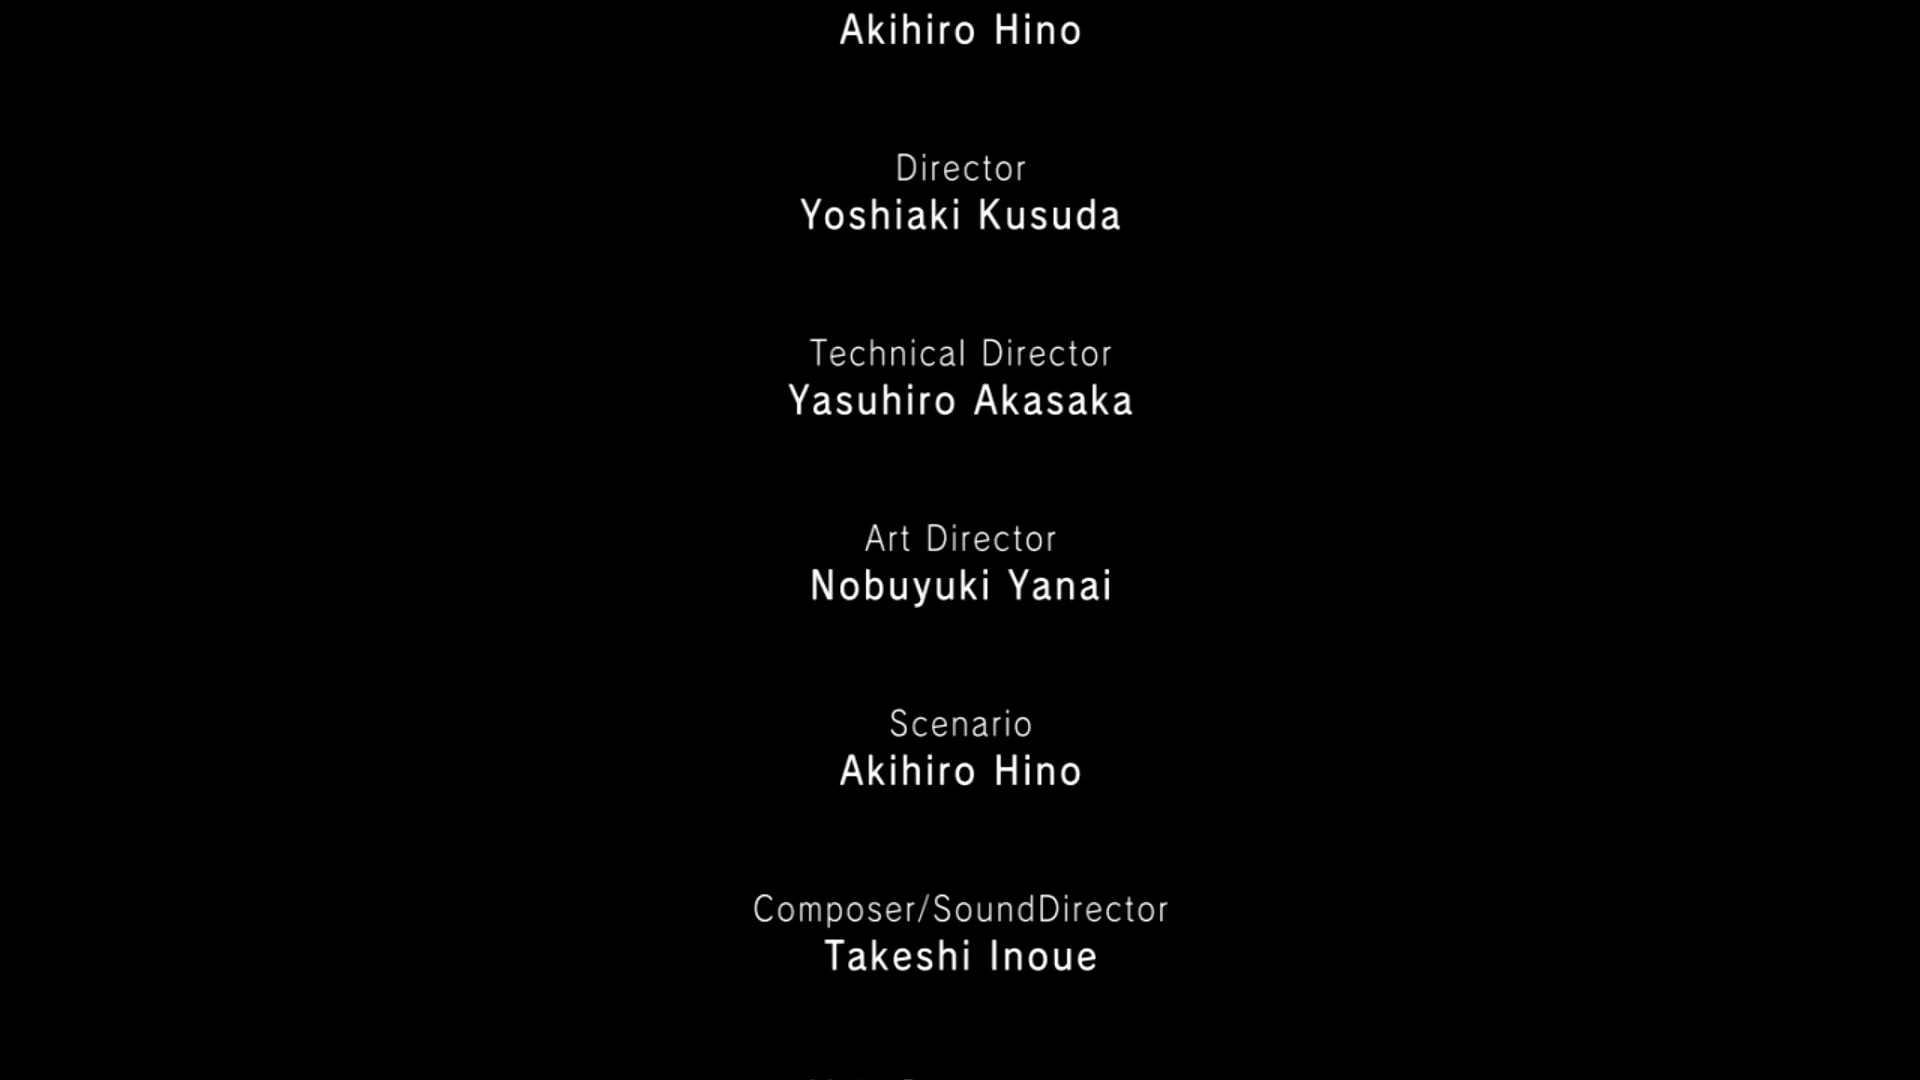 Akihiro Hino
Director
Yoshiaki Kusuda
Technical Director
Yasuhiro Akasaka
Art Director
Nobuyuki Yanai
Scenario
Akihiro Hino
Composer/SoundDirector
Takeshi Inoue